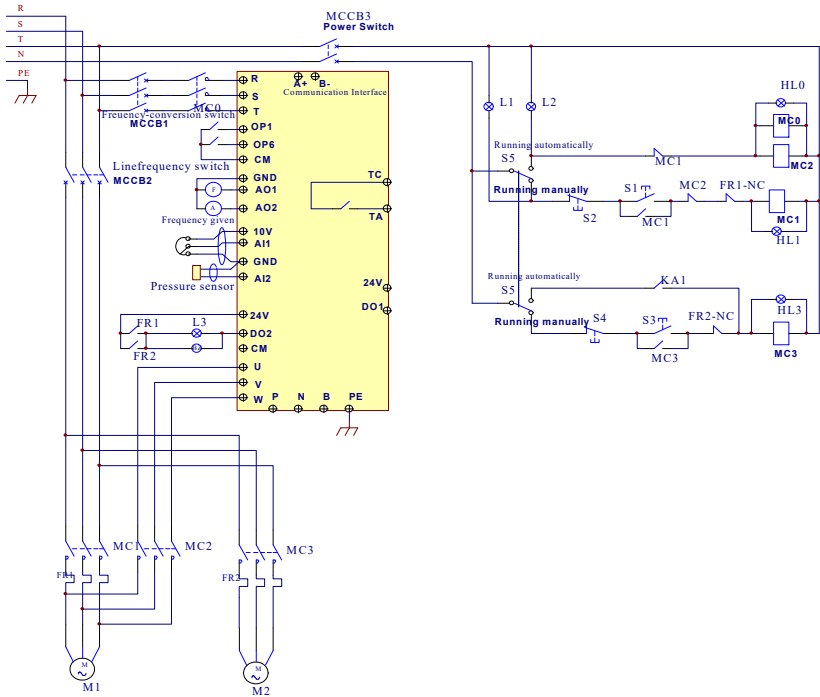 R
S
T
N
PE
MCCB3
Power Switch
MCCB1
MC0
Freuency-conversion switch
Linefrequency switch
MCCB2
R
S
T
OP1
OP6
CM
GND
AO1
AO2
10V
AI1
GND
AI2
24V
DO2
CM
U
V
W
A+
B-
Communication Interface
TC
TA
24V
DO1
P
N
B
PE
F
A
Frequency given
Pressure sensor
FR1
L3
FR2
L1
L2
HL0
MC0
MC2
MC1
Running automatically
S5
Running manually
S2
S1
MC1
MC2
FR1-NC
MC1
HL1
Running automatically
S5
Running manually
KA1
S4
S3
MC3
FR2-NC
HL3
MC3
MC1
MC2
MC3
FR1
FR2
M
M1
M
M2